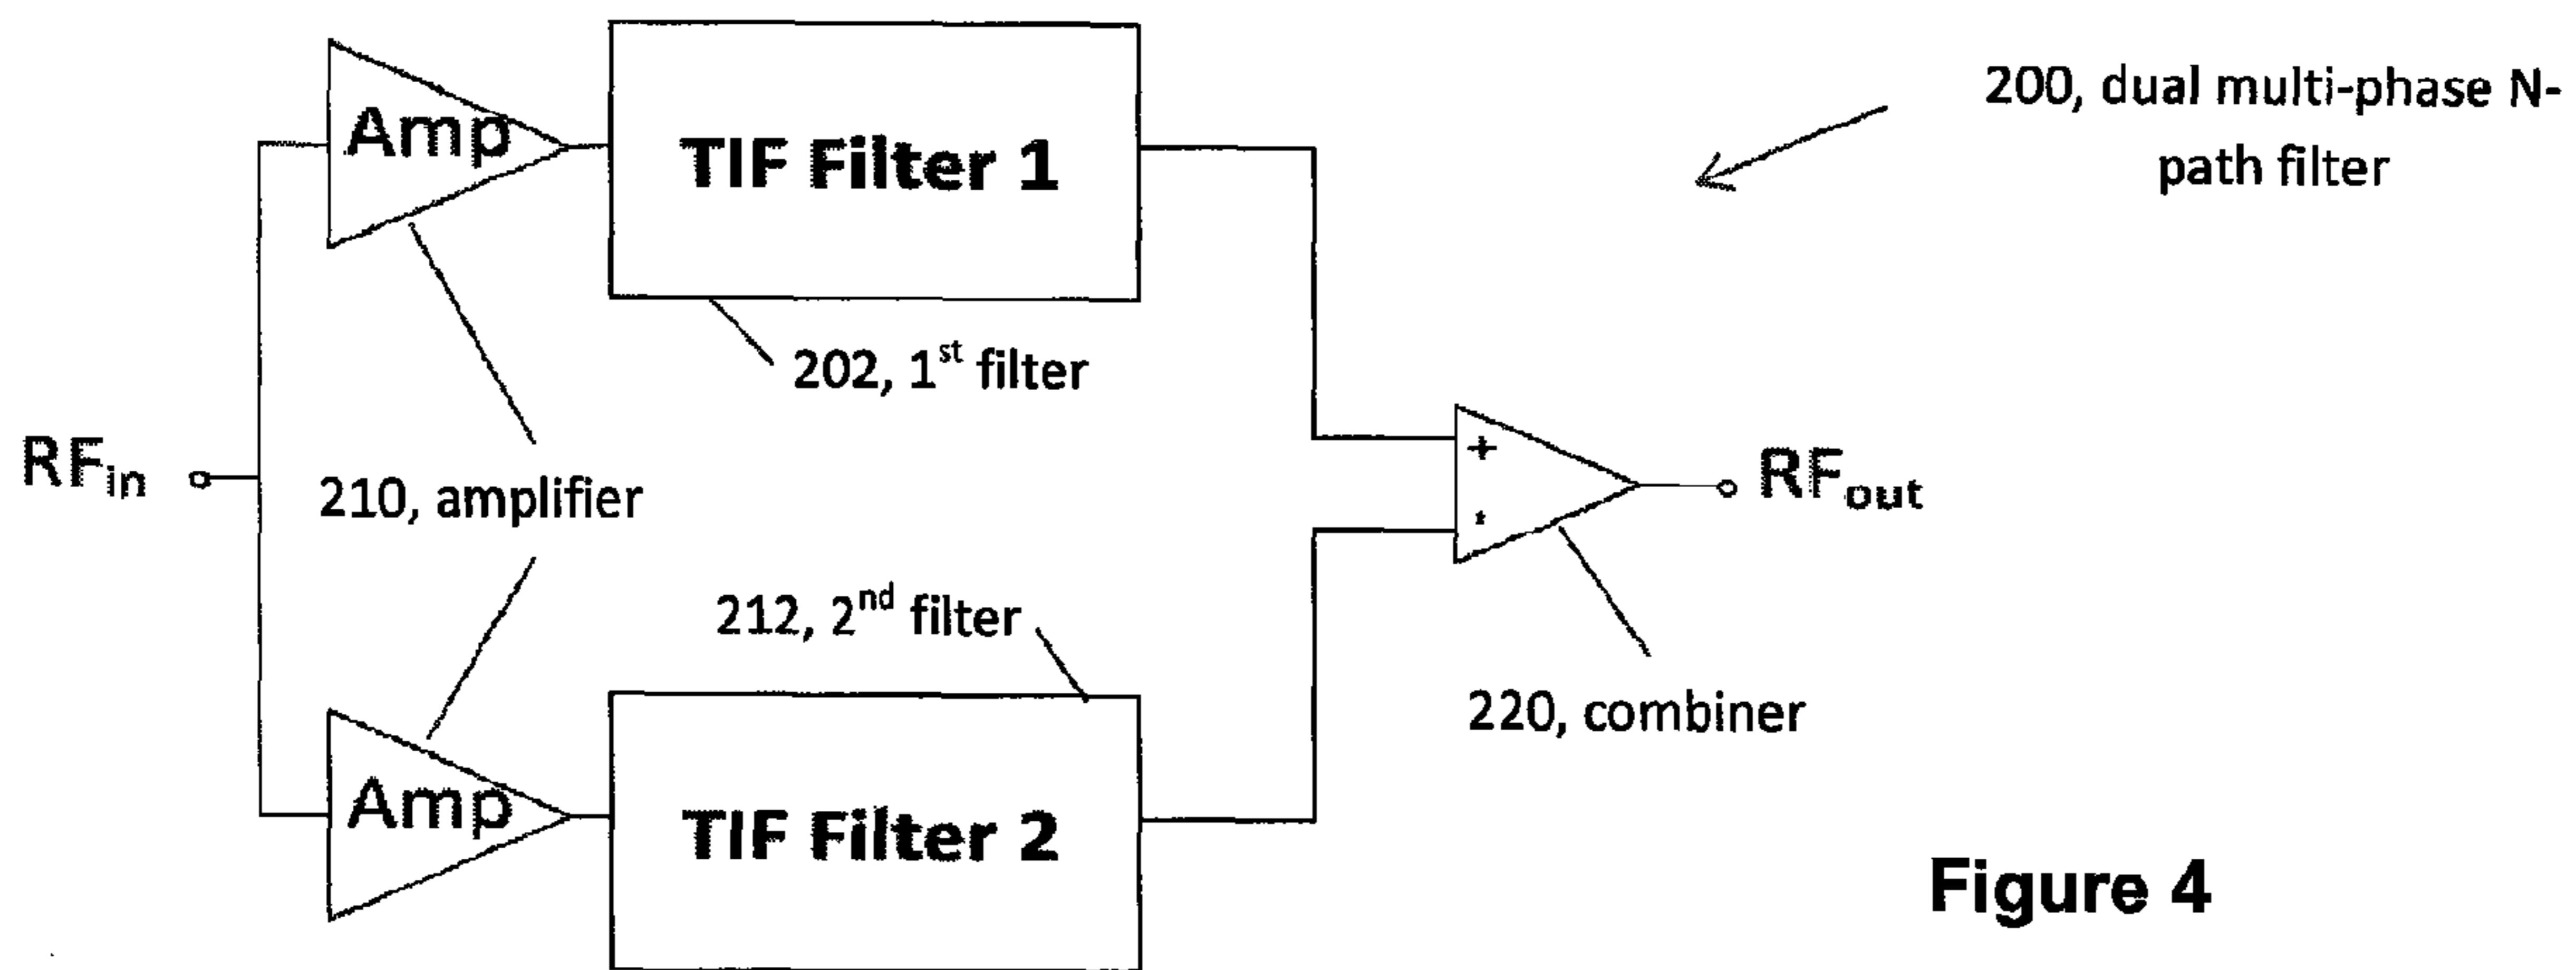 Amp
TIF Filter 1
200, dual multi-phase N-
path filter
202, 1st filter
RFin
210, amplifier
+
-
RFout
212, 2nd filter
220, combiner
Amp
TIF Filter 2
Figure 4